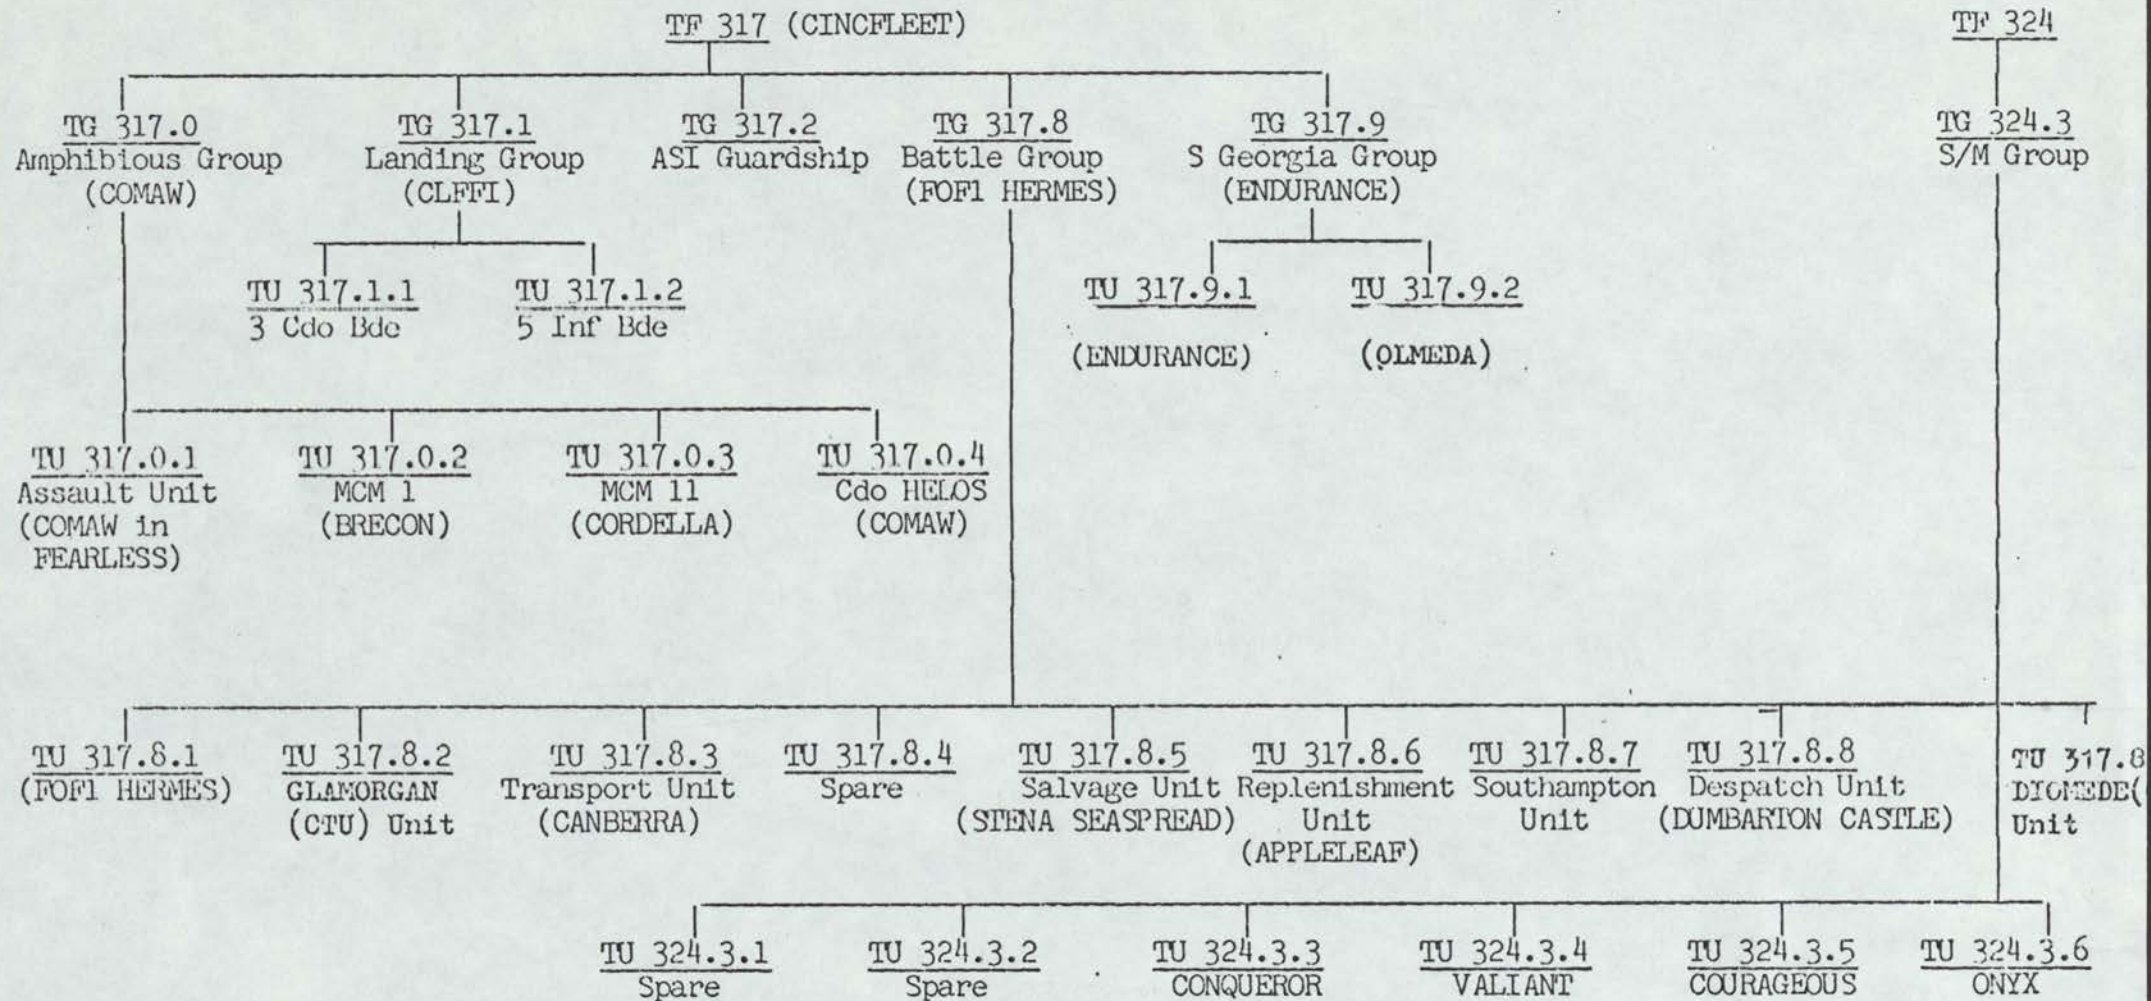 TF 317 (CINCFLEET)
TF 324
TG 317.0
Amphibious Group
(COMAW)
TG 317.1
Landing Group
(CLFFI)
TG 317.2
ASI Guardship
TG 317.8
Battle Group
(FOF1 HERMES)
TG 317.9
S Georgia Group
(ENDURANCE)
TG 324.3
S/M Group
TU 317.1.1
3 Cdo Bde
TU 317.1.2
5 Inf Bde
TU 317.9.1
(ENDURANCE)
TU 317.9.2
(OLMEDA)
TU 317.0.1
Assault Unit
(COMAW in
FEARLESS)
TU 317.0.2
MCM 1
(BRECON)
TU 317.0.3
MCM 11
(CORDELLA)
TU 317.0.4
Cdo HELOS
(COMAW)
TU 317.8.1
(FOF1 HERMES)
TU 317.8.2
GLAMORGAN
(CTU) Unit
TU 317.8.3
Transport Unit
(CANBERRA)
TU 317.8.4
Spare
TU 317.8.5
Salvage Unit
(STENA SEASPREAD)
TU 317.8.6
Replenishment
Unit
(APPLELEAF)
TU 317.8.7
Southampton
Unit
TU 317.8.8
Despatch Unit
(DUMBARTON CASTLE)
TU 317.8
DIOMEDE(
Unit
TU 324.3.1
Spare
TU 324.3.2
Spare
TU 324.3.3
CONQUEROR
TU 324.3.4
VALIANT
TU 324.3.5
COURAGEOUS
TU 324.3.6
ONYX